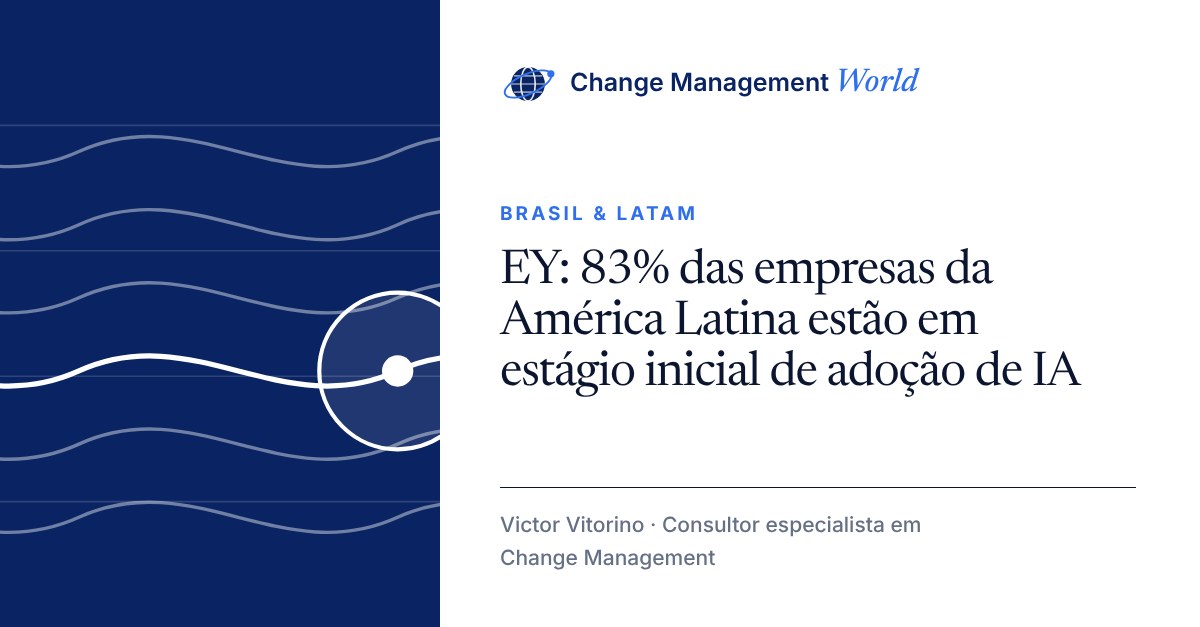 Change Management World
BRASIL & LATAM
EY: 83% das empresas da
América Latina estão em
estágio inicial de adoção de IA
Victor Vitorino · Consultor especialista em
Change Management